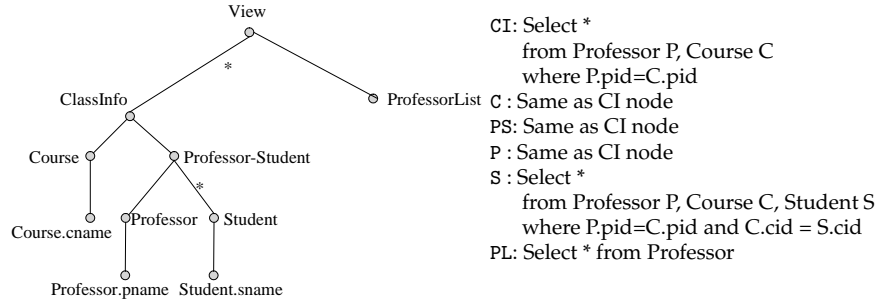 View
*
ClassInfo
ProfessorList
Course
Professor-Student
*
Professor
Student
Course.cname
Professor.pname
Student.sname
CI: Select *
from Professor P, Course C
where P.pid=C.pid
C : Same as CI node
PS: Same as CI node
P : Same as CI node
S : Select *
from Professor P, Course C, Student S
where P.pid=C.pid and C.cid = S.cid
PL: Select * from Professor